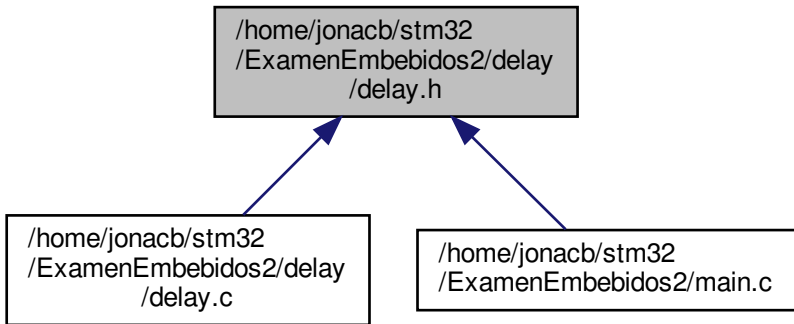 /home/jonacb/stm32
/ExamenEmbebidos2/delay
/delay.h
/home/jonacb/stm32
/ExamenEmbebidos2/delay
/delay.c
/home/jonacb/stm32
/ExamenEmbebidos2/main.c